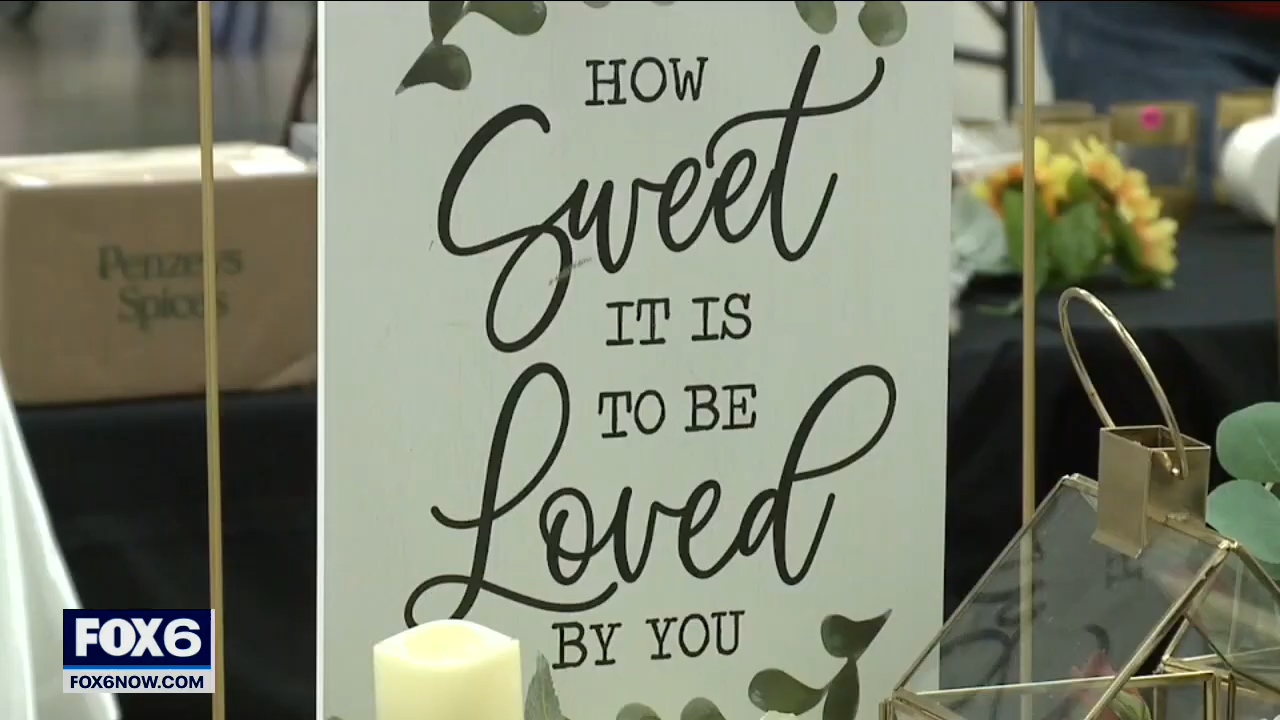 HOW
Sweet
IT IS
TO BE
Loved
BY YOU
Penzeys
Spices
FOX6
FOX6NOW.COM